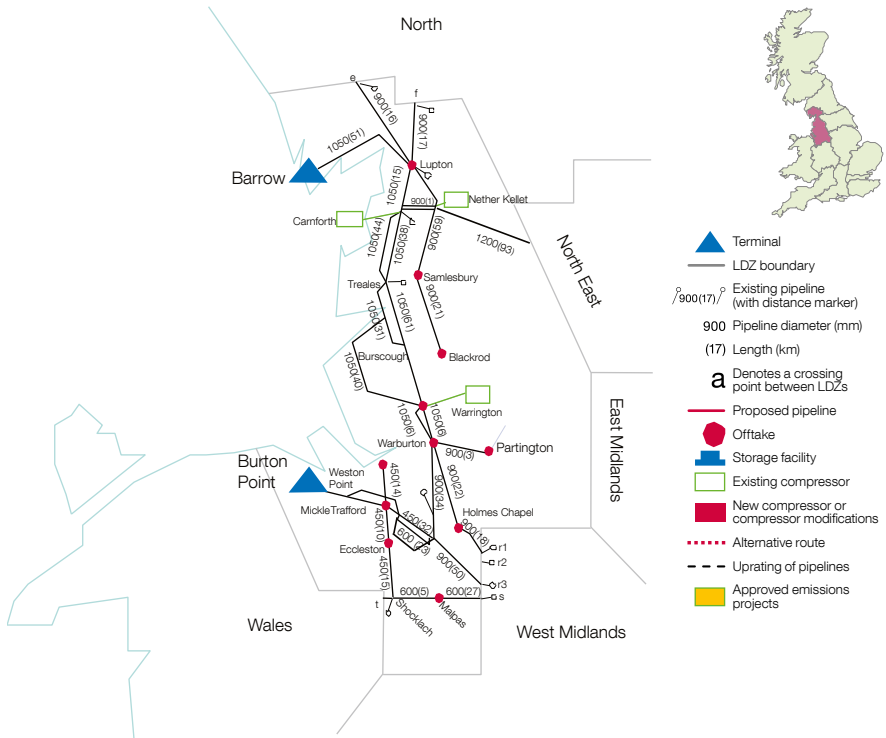 North
e
f
900(16)
900(17)
1050(51)
Lupton
Barrow
1050(15)
900(1)
Nether Kellet
Carnforth
1050(44)
1050(38)
900(59)
1200(93)
North East
Treales
Samlesbury
1050(61)
900(21)
1050(31)
Burscough
Blackrod
1050(40)
Warrington
1050(6)
1050(6)
East Midlands
Warburton
900(3)
Partington
Burton
Point
Weston
Point
450(14)
900(34)
900(22)
Mickle Trafford
Holmes Chapel
450(10)
450(32)
600 (23)
900(18)
Eccleston
r1
r2
900(50)
450(15)
r3
600(5)
600(27)
s
t
Shocklach
Malpas
Wales
West Midlands
Terminal
LDZ boundary
900(17)
Existing pipeline
(with distance marker)
900
Pipeline diameter (mm)
(17)
Length (km)
a
Denotes a crossing
point between LDZs
Proposed pipeline
Offtake
Storage facility
Existing compressor
New compressor or
compressor modifications
Alternative route
Uprating of pipelines
Approved emissions
projects